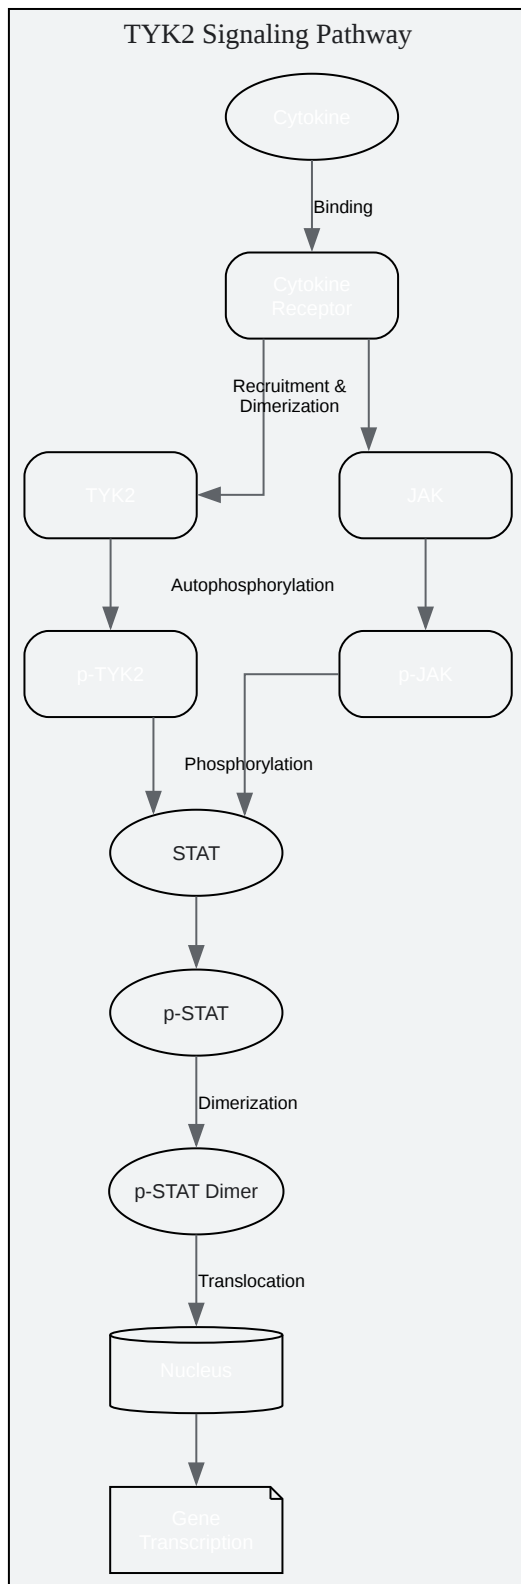 TYK2 Signaling Pathway
Cytokine
Binding
Cytokine
Receptor
Recruitment &
Dimerization
TYK2
JAK
Autophosphorylation
p-TYK2
p-JAK
Phosphorylation
STAT
p-STAT
Dimerization
p-STAT Dimer
Translocation
Nucleus
Gene
Transcription